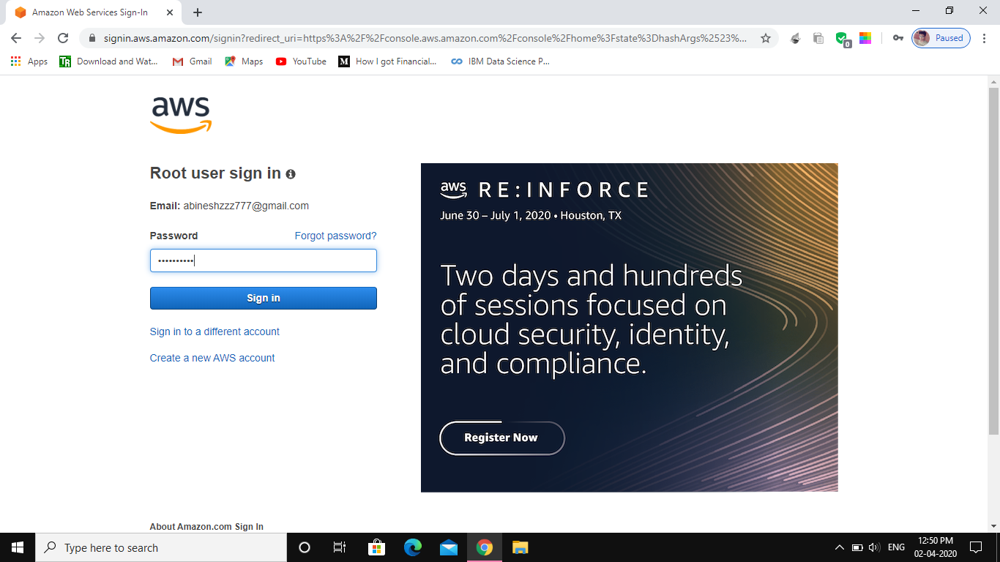 Amazon Web Services Sign-In
signin.aws.amazon.com/signin?redirect_uri=https%3A%2F%2Fconsole.aws.amazon.com%2Fconsole%2Fhome%3Fstate%3DhashArgs%2523%...
0
Paused
Apps
TR
Download and Wat...
Gmail
Maps
YouTube
M
How I got Financial...
IBM Data Science P...
aws
Root user sign in
Email: abineshzzz777@gmail.com
Password
Forgot password?
Sign in
Sign in to a different account
Create a new AWS account
aws RE:INFORCE
June 30 – July 1, 2020 • Houston, TX
Two days and hundreds
of sessions focused on
cloud security, identity,
and compliance.
Register Now
About Amazon.com Sign In
Type here to search
ENG
12:50 PM
02-04-2020